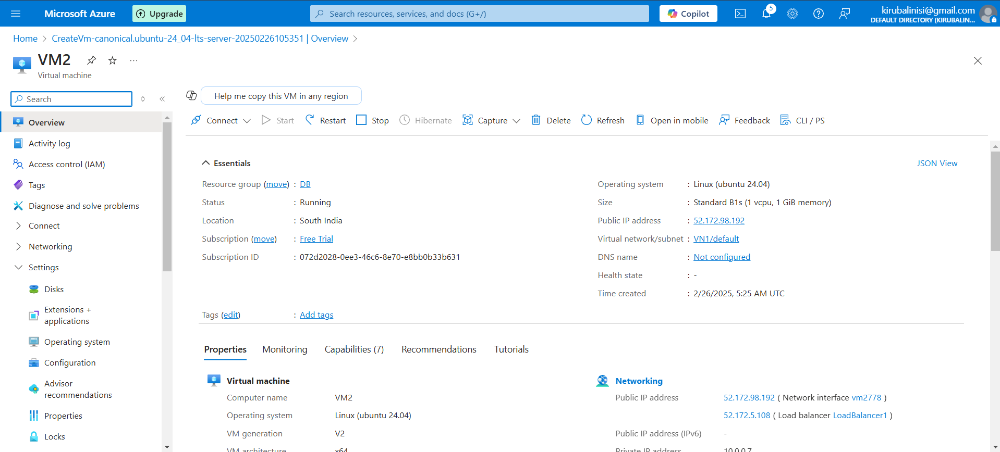 Microsoft Azure
Upgrade
Search resources, services, and docs (G+/)
Copilot
5
kirubalinisi@gmail.com
DEFAULT DIRECTORY (KIRUBALIN...
Home > CreateVm-canonical.ubuntu-24_04-lts-server-20250226105351 | Overview >
VM2
...
Virtual machine
Search
Help me copy this VM in any region
Connect
Start
Restart
Stop
Hibernate
Capture
Delete
Refresh
Open in mobile
Feedback
CLI / PS
Overview
Activity log
Access control (IAM)
Tags
Diagnose and solve problems
Connect
Networking
Settings
Disks
Extensions +
applications
Operating system
Configuration
Advisor
recommendations
Properties
Locks
Essentials
JSON View
Resource group (move) : DB
Status : Running
Location : South India
Subscription (move) : Free Trial
Subscription ID : 072d2028-0ee3-46c6-8e70-e8bb0b33b631
Operating system : Linux (ubuntu 24.04)
Size : Standard B1s (1 vcpu, 1 GiB memory)
Public IP address : 52.172.98.192
Virtual network/subnet : VN1/default
DNS name : Not configured
Health state : -
Time created : 2/26/2025, 5:25 AM UTC
Tags (edit) : Add tags
Properties
Monitoring
Capabilities (7)
Recommendations
Tutorials
Virtual machine
Computer name VM2
Operating system Linux (ubuntu 24.04)
VM generation V2
VM architecture x64
Networking
Public IP address 52.172.98.192 ( Network interface vm2778 )
52.172.5.108 ( Load balancer LoadBalancer1 )
Public IP address (IPv6) -
Private IP address 10.0.0.7